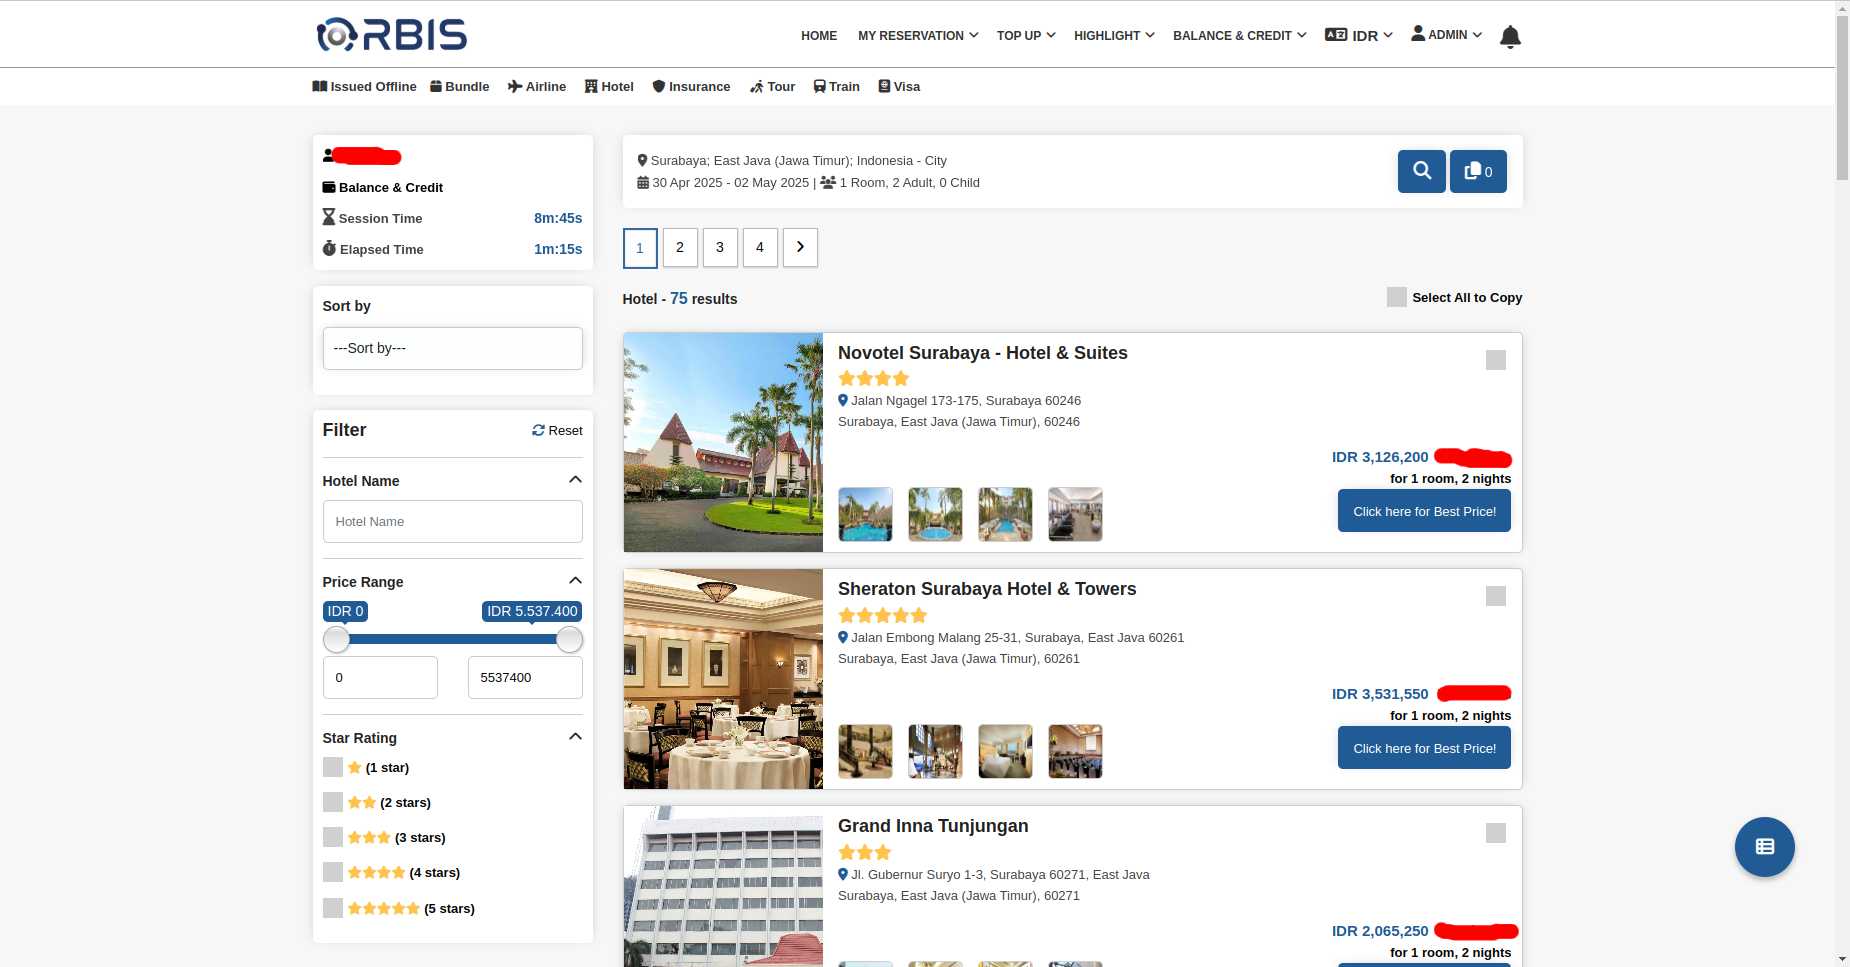 ORBIS
HOME MY RESERVATION TOP UP HIGHLIGHT BALANCE & CREDIT IDR ADMIN
Issued Offline Bundle Airline Hotel Insurance Tour Train Visa
Balance & Credit
Session Time 8m:45s
Elapsed Time 1m:15s
Sort by
---Sort by---
Filter Reset
Hotel Name
Hotel Name
Price Range
IDR 0 IDR 5.537.400
0 5537400
Star Rating
(1 star)
(2 stars)
(3 stars)
(4 stars)
(5 stars)
Surabaya; East Java (Jawa Timur); Indonesia - City
30 Apr 2025 - 02 May 2025 | 1 Room, 2 Adult, 0 Child
0
1 2 3 4
Hotel - 75 results
Select All to Copy
Novotel Surabaya - Hotel & Suites
Jalan Ngagel 173-175, Surabaya 60246
Surabaya, East Java (Jawa Timur), 60246
IDR 3,126,200
for 1 room, 2 nights
Click here for Best Price!
Sheraton Surabaya Hotel & Towers
Jalan Embong Malang 25-31, Surabaya, East Java 60261
Surabaya, East Java (Jawa Timur), 60261
IDR 3,531,550
for 1 room, 2 nights
Click here for Best Price!
Grand Inna Tunjungan
Jl. Gubernur Suryo 1-3, Surabaya 60271, East Java
Surabaya, East Java (Jawa Timur), 60271
IDR 2,065,250
for 1 room, 2 nights